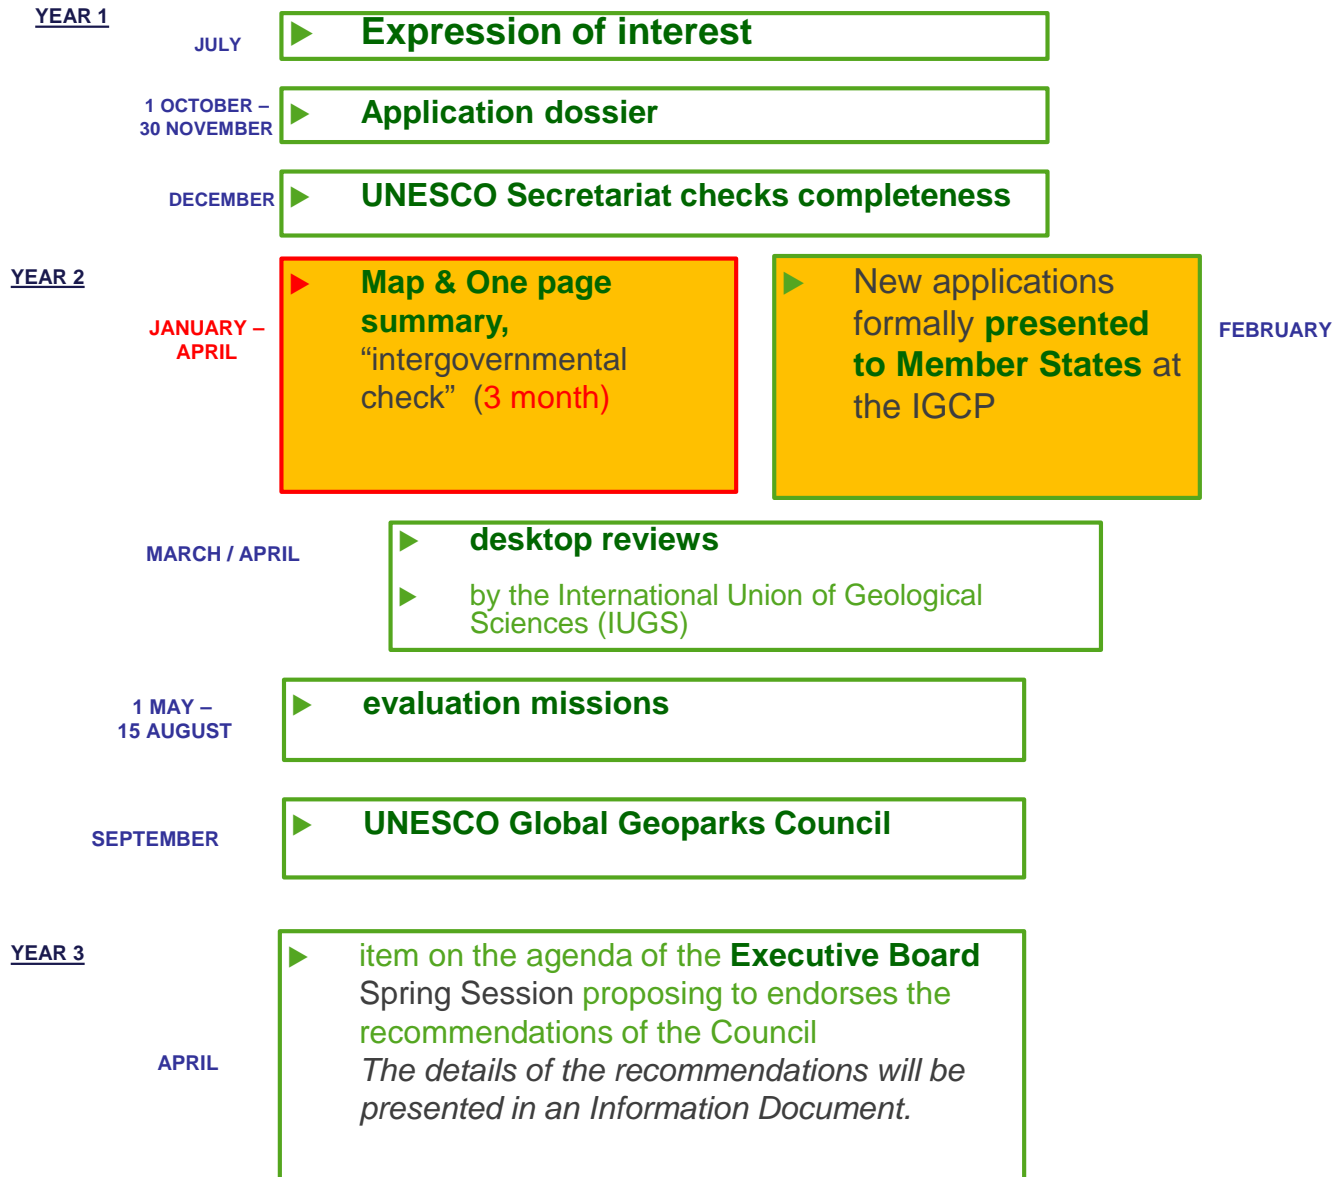 YEAR 1
JULY
Expression of interest
1 OCTOBER –
30 NOVEMBER
Application dossier
DECEMBER
UNESCO Secretariat checks completeness
YEAR 2
JANUARY –
APRIL
Map & One page
summary,
“intergovernmental
check”  (3 month)
New applications
formally presented
to Member States at
the IGCP
FEBRUARY
MARCH / APRIL
desktop reviews
by the International Union of Geological
Sciences (IUGS)
1 MAY –
15 AUGUST
evaluation missions
SEPTEMBER
UNESCO Global Geoparks Council
YEAR 3
APRIL
item on the agenda of the Executive Board
Spring Session proposing to endorses the
recommendations of the Council
The details of the recommendations will be
presented in an Information Document.